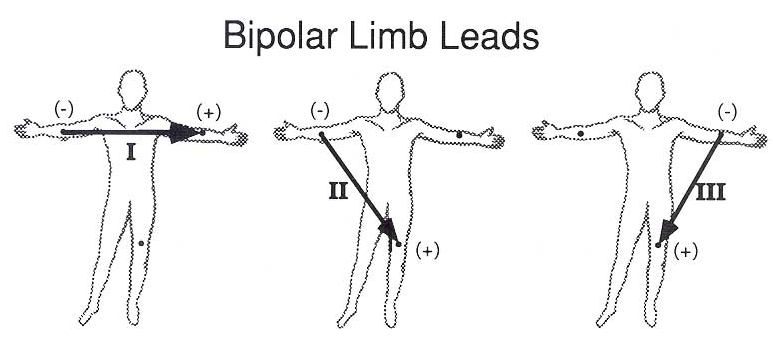 Bipolar Limb Leads
(-) (+) (-) (-)
I
II III
(+) (+)